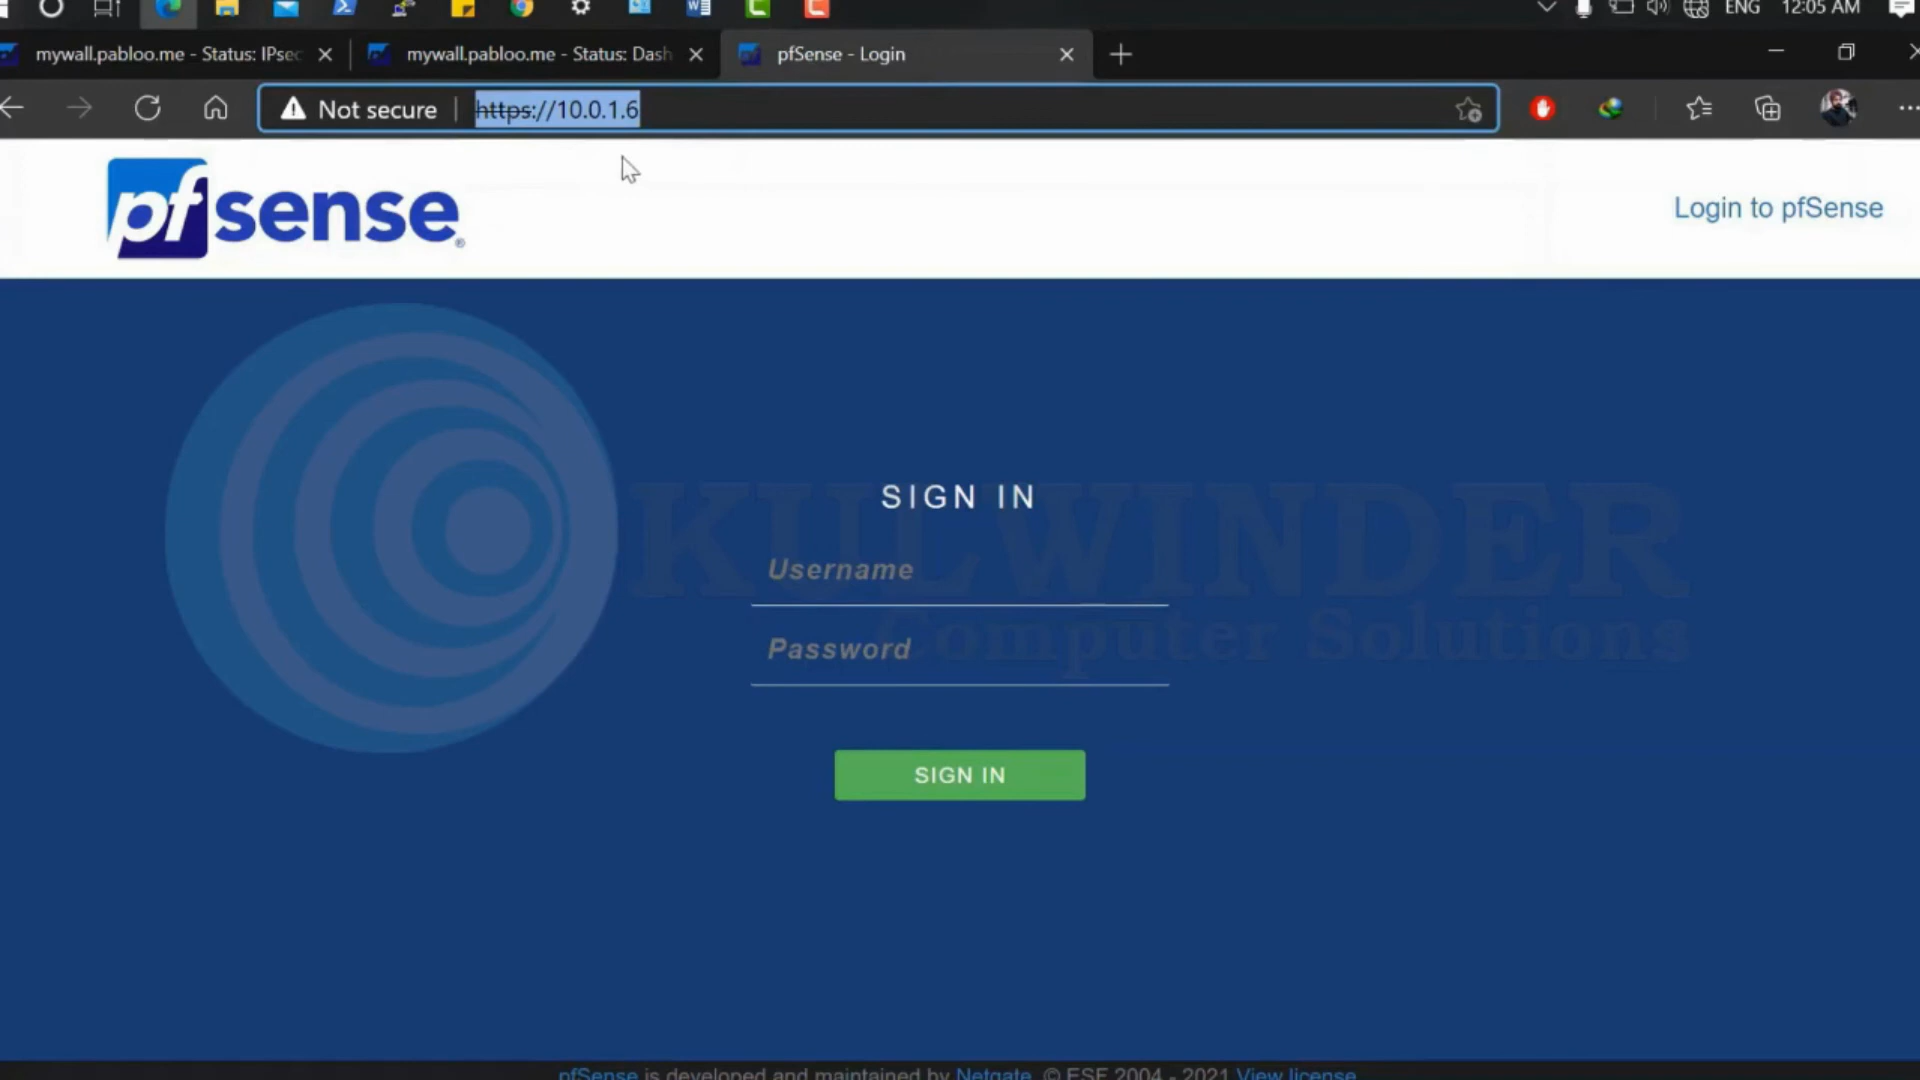 ENG 12:05 AM
mywall.pabloo.me - Status: IPsec
mywall.pabloo.me - Status: Dash
pfSense - Login
Not secure
https://10.0.1.6
pfsense
Login to pfSense
SIGN IN
KULWINDER
Username
Computer Solutions
Password
SIGN IN
pfSense is developed and maintained by Netgate. © ESF 2004 - 2021 View license.